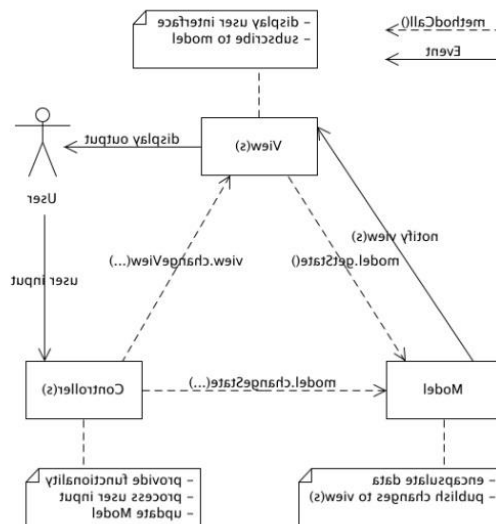 - display user interface
- subscribe to model
methodCall()
Event
View(s)
display output
User
notify view(s)
model.getState()
view.changeView(...)
user input
model.changeState(...)
Controller(s)
Model
- provide functionality
- process user input
- update Model
- encapsulate data
- publish changes to view(s)